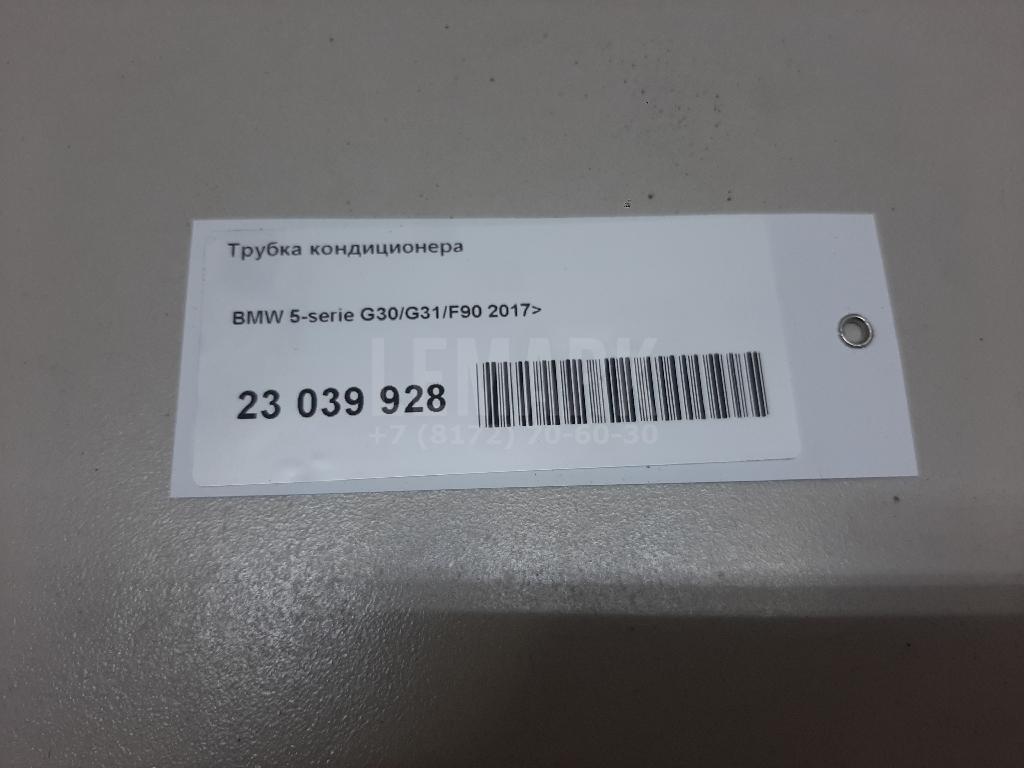 Трубка кондиционера
BMW 5-serie G30/G31/F90 2017>
LEMARK
23 039 928
+7 (8172) 70-60-30